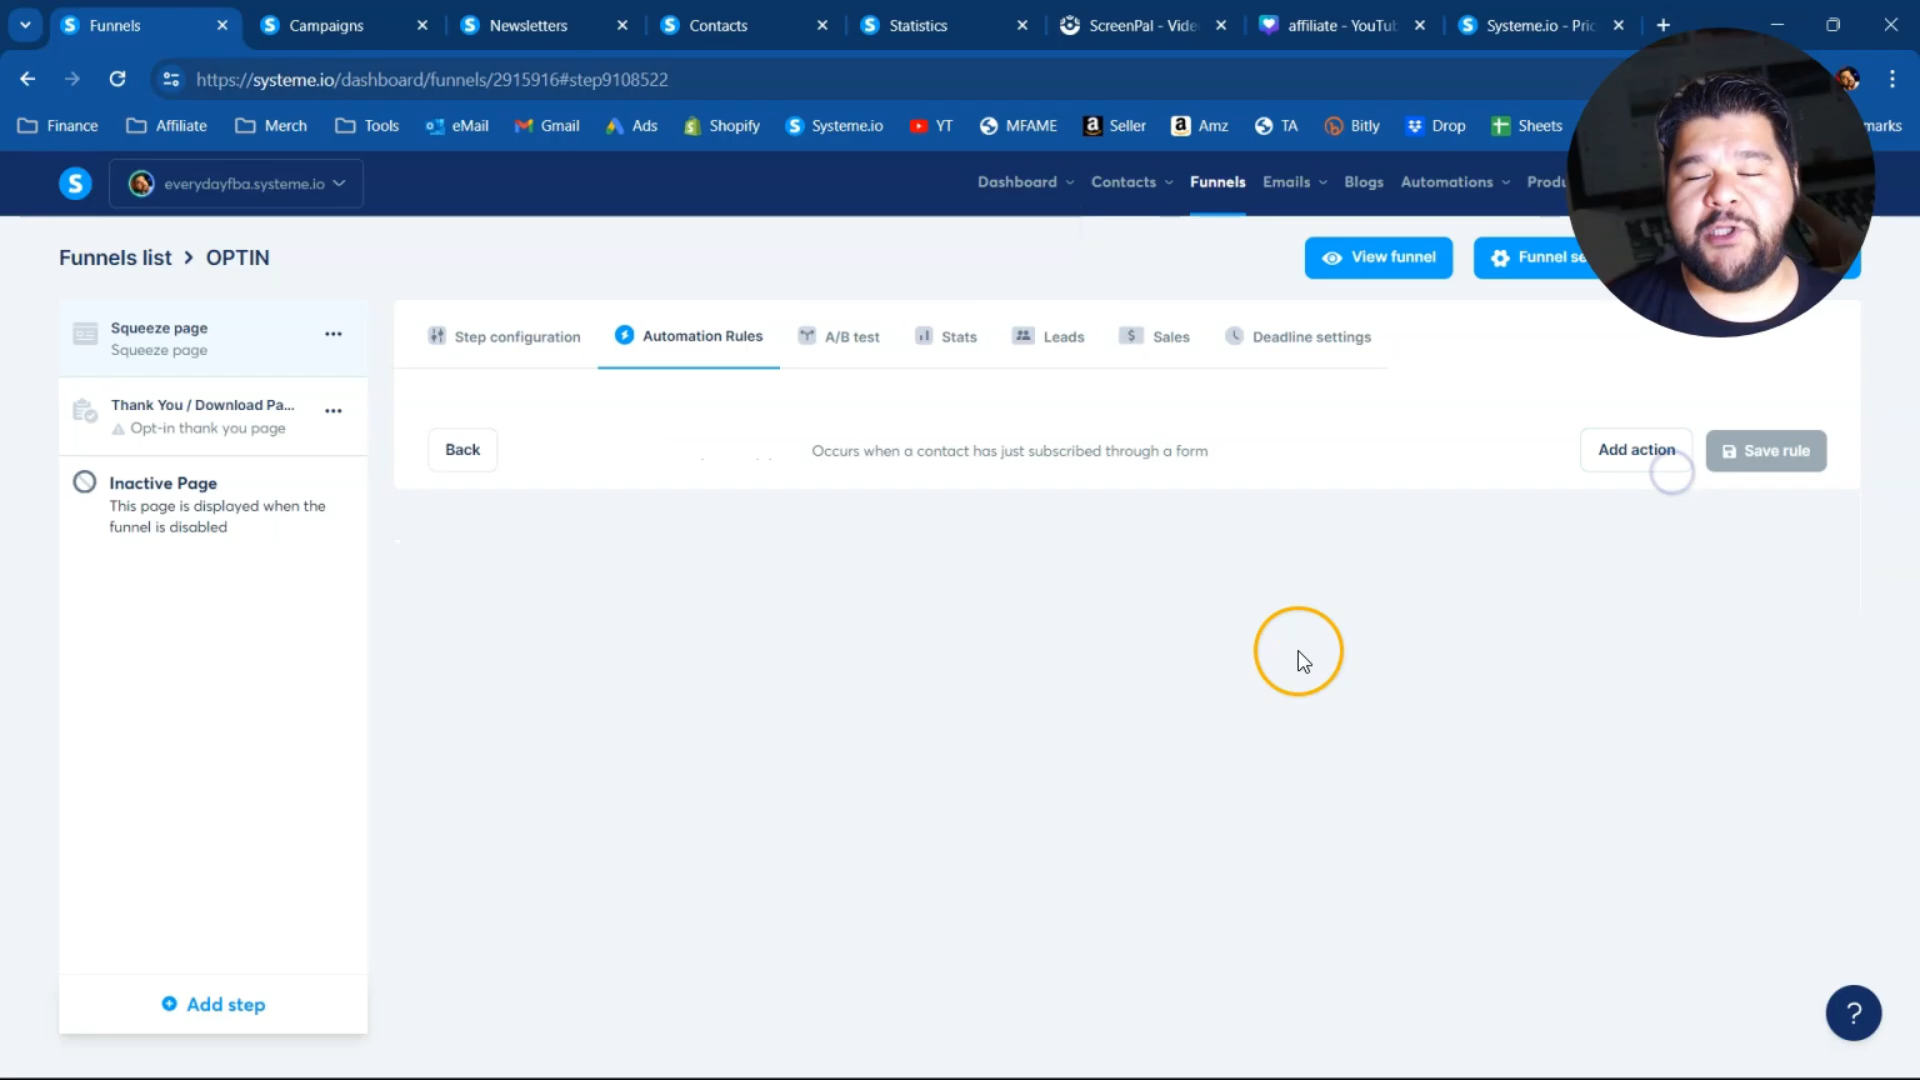 Funnels
Campaigns
Newsletters
Contacts
Statistics
ScreenPal - Vide
affiliate - YouTub
Systeme.io - Pric
https://systeme.io/dashboard/funnels/2915916#step9108522
Finance
Affiliate
Merch
Tools
eMail
Gmail
Ads
Shopify
Systeme.io
YT
MFAME
Seller
Amz
TA
Bitly
Drop
Sheets
marks
S
everydayfba.systeme.io
Dashboard
Contacts
Funnels
Emails
Blogs
Automations
Produ
Funnels list > OPTIN
View funnel
Funnel se
Squeeze page
Squeeze page
Step configuration
Automation Rules
A/B test
Stats
Leads
Sales
Deadline settings
Thank You / Download Pa...
Opt-in thank you page
Back
Occurs when a contact has just subscribed through a form
Add action
Save rule
Inactive Page
This page is displayed when the
funnel is disabled
Add step
?